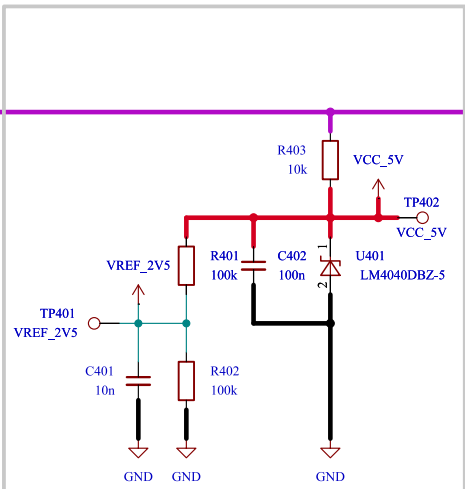 R403
10k
VCC_5V
TP402
VCC_5V
VREF_2V5
R401
100k
C402
100n
1
2
U401
LM4040DBZ-5
TP401
VREF_2V5
C401
10n
R402
100k
GND
GND
GND